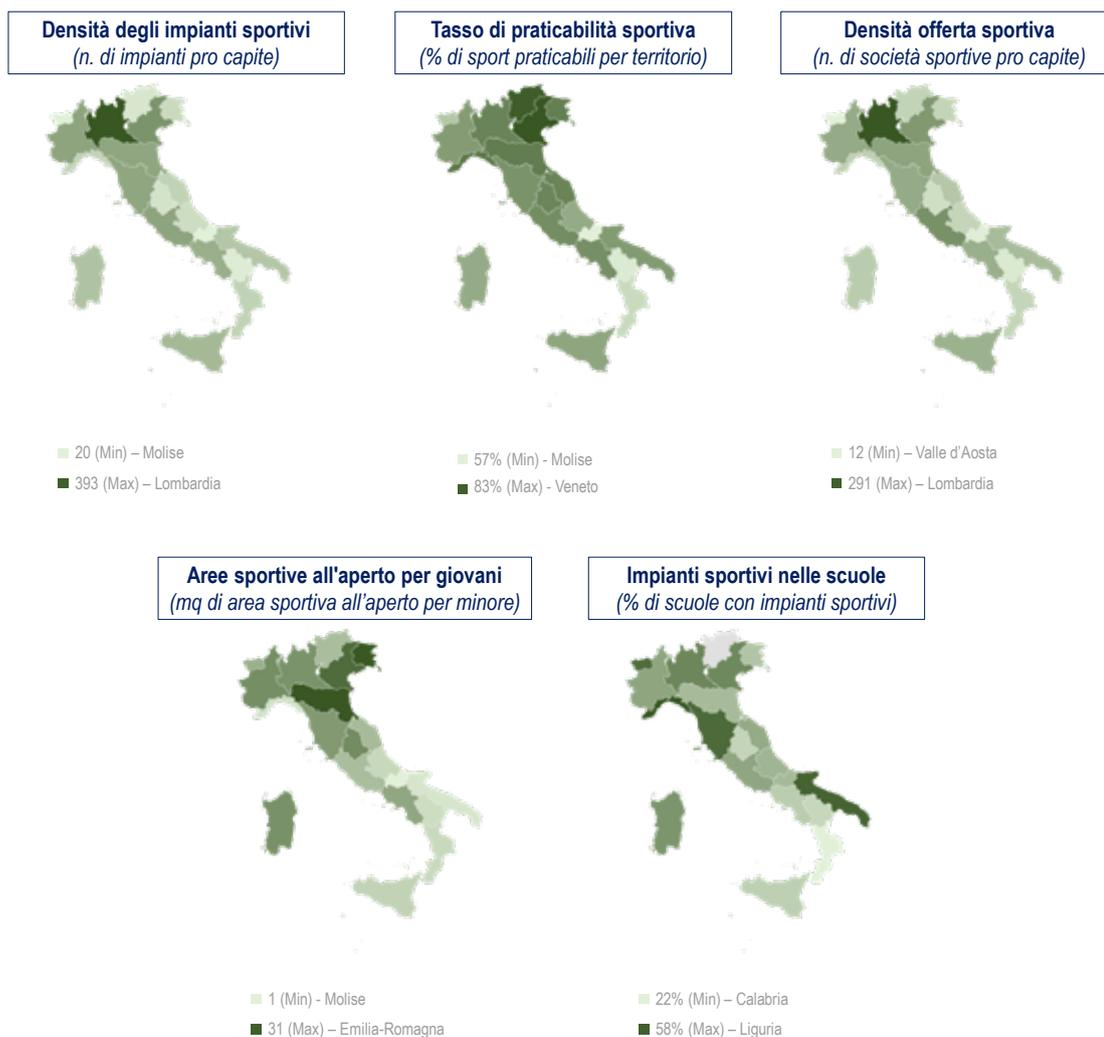 Densità degli impianti sportivi
(n. di impianti pro capite)
Tasso di praticabilità sportiva
(% di sport praticabili per territorio)
Densità offerta sportiva
(n. di società sportive pro capite)
20 (Min) – Molise
393 (Max) – Lombardia
57% (Min) - Molise
83% (Max) - Veneto
12 (Min) – Valle d’Aosta
291 (Max) – Lombardia
Aree sportive all'aperto per giovani
(mq di area sportiva all’aperto per minore)
Impianti sportivi nelle scuole
(% di scuole con impianti sportivi)
1 (Min) - Molise
31 (Max) – Emilia-Romagna
22% (Min) – Calabria
58% (Max) – Liguria